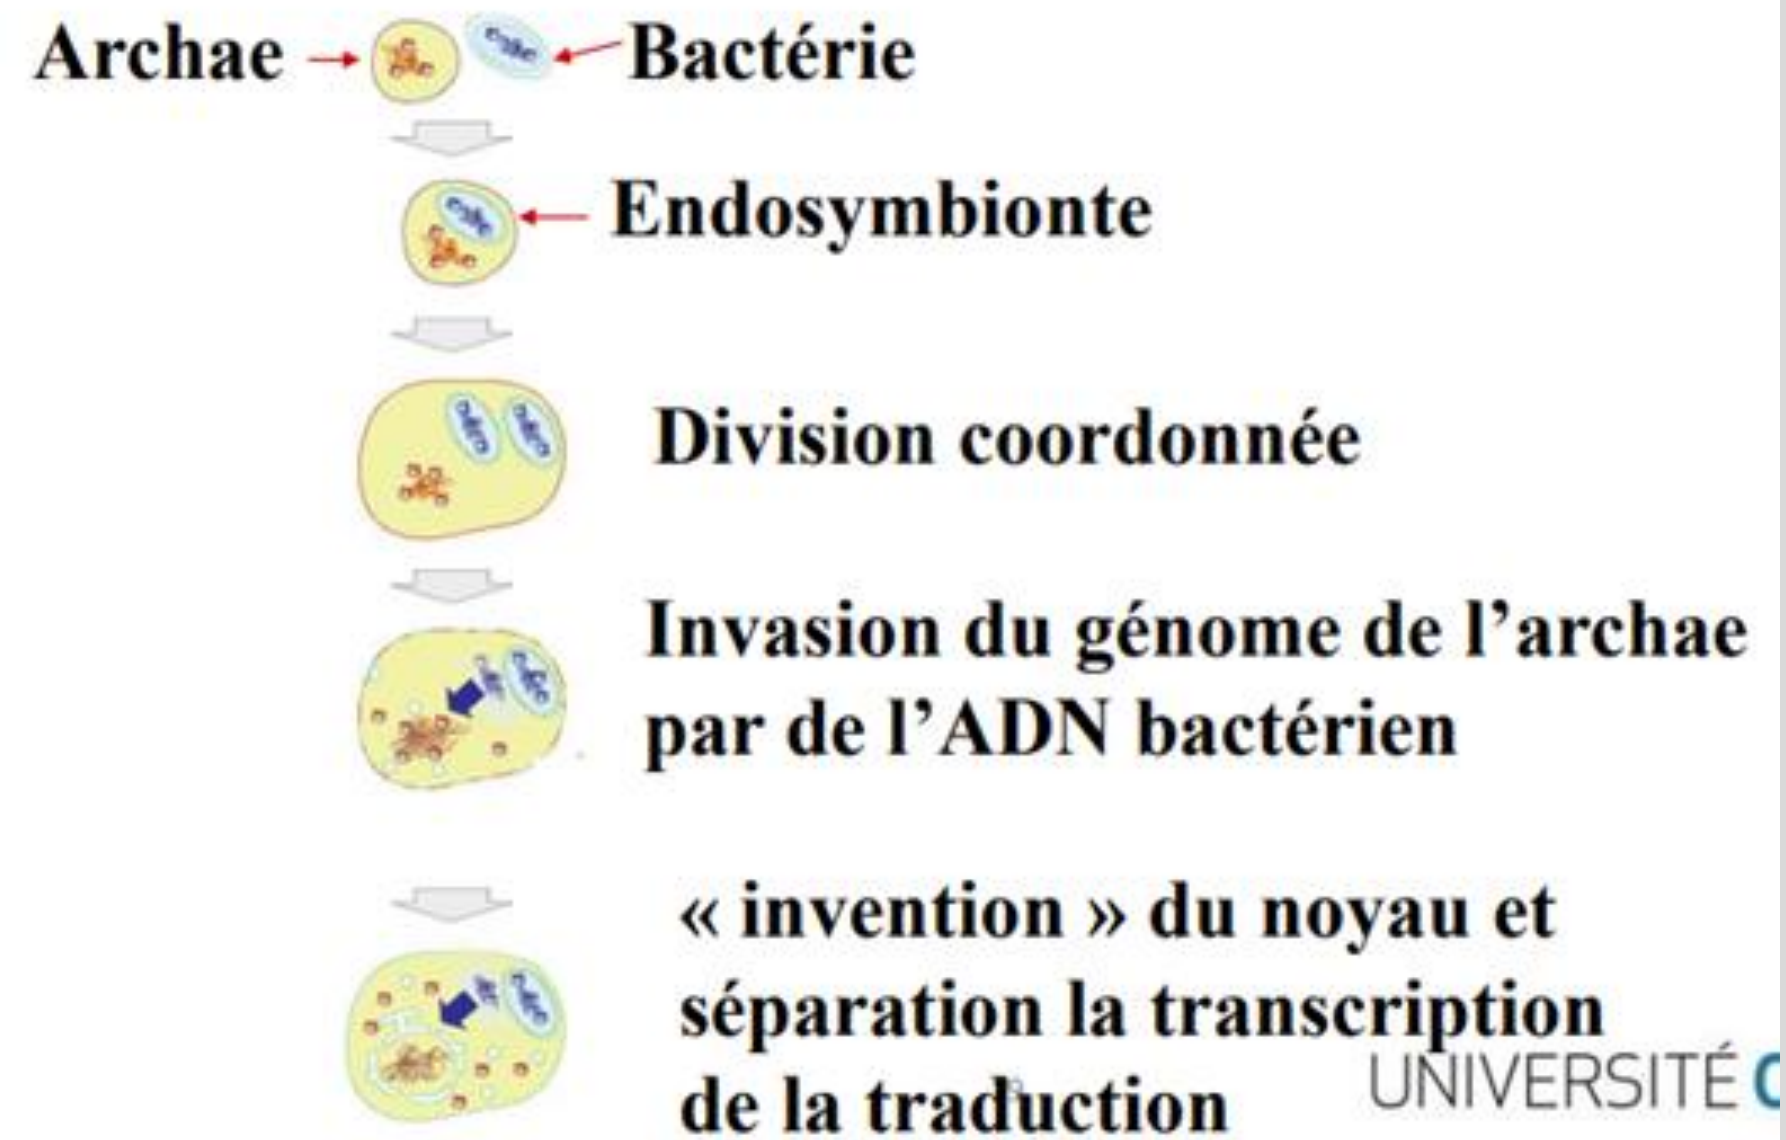 Archae
Bactérie
Endosymbionte
Division coordonnée
Invasion du génome de l’archae
par de l’ADN bactérien
« invention » du noyau et
séparation la transcription
de la traduction
UNIVERSITÉ